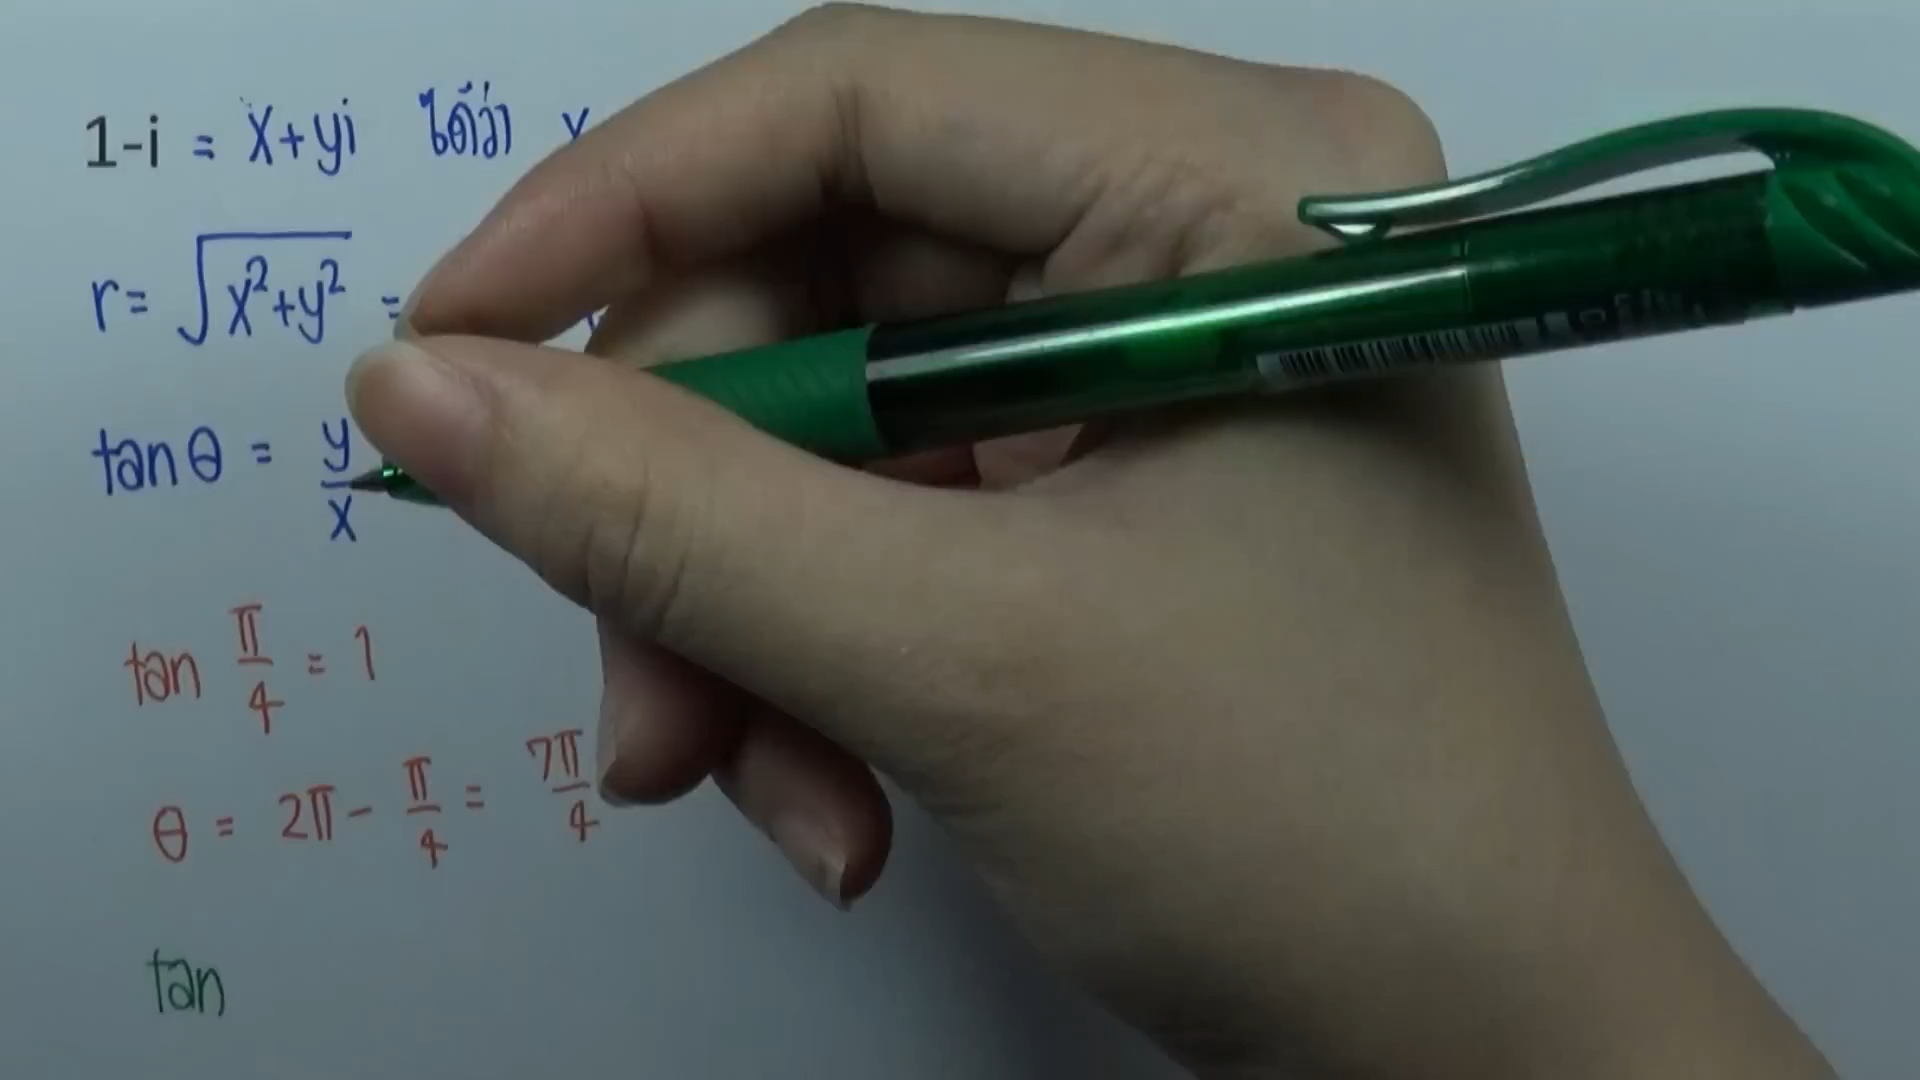 1-i = x+yi ได้ว่า x
r = √x²+y² =
tan θ = y/x
tan π/4 = 1
θ = 2π - π/4 = 7π/4
tan